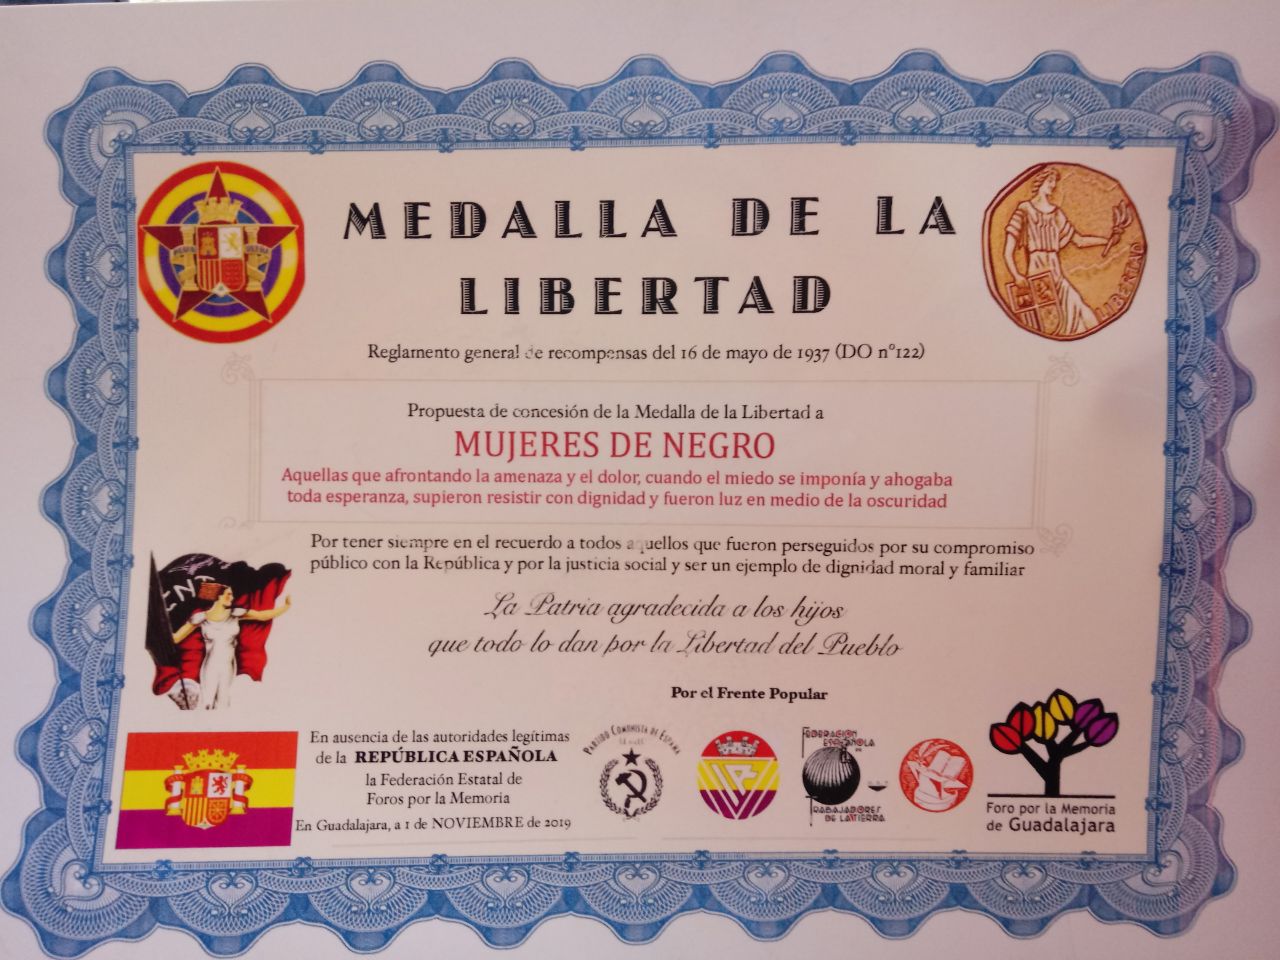 MEDALLA DE LA
LIBERTAD
LIBERTAD
Reglamento general de recompensas del 16 de mayo de 1937 (DO nº122)
Propuesta de concesión de la Medalla de la Libertad a
MUJERES DE NEGRO
Aquellas que afrontando la amenaza y el dolor, cuando el miedo se imponía y ahogaba
toda esperanza, supieron resistir con dignidad y fueron luz en medio de la oscuridad
Por tener siempre en el recuerdo a todos aquellos que fueron perseguidos por su compromiso
público con la República y por la justicia social y ser un ejemplo de dignidad moral y familiar
CNT
La Patria agradecida a los hijos
que todo lo dan por la Libertad del Pueblo
Por el Frente Popular
En ausencia de las autoridades legítimas
de la REPÚBLICA ESPAÑOLA
la Federación Estatal de
Foros por la Memoria
En Guadalajara, a 1 de NOVIEMBRE de 2019
PARTIDO COMUNISTA DE ESPAÑA
FEDERACION
ESPAÑOLA
DE
TRABAJADORES
DE LA TIERRA
Foro por la Memoria
de Guadalajara